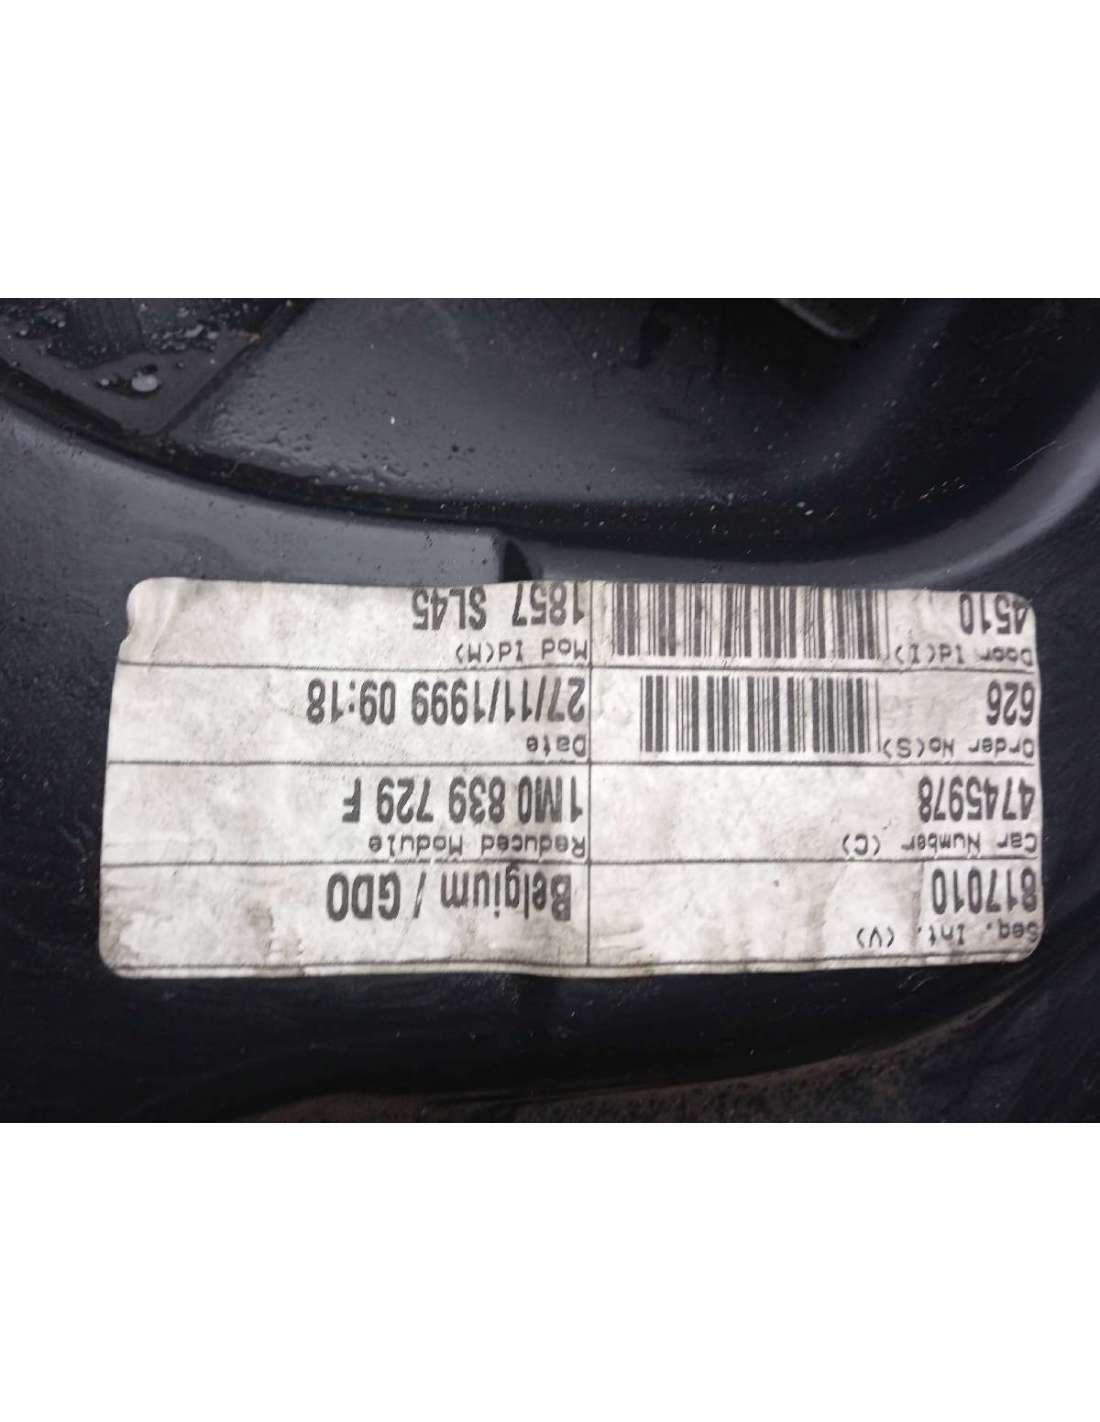 Seq. Int. (V)
817010
Belgium / GDO
Car Number (C)
4745978
Reduced Module
1M0 839 729 F
Order No(S)
626
Date
27/11/1999 09:18
Door Id(I)
4510
Mod Id(M)
1857 SL45